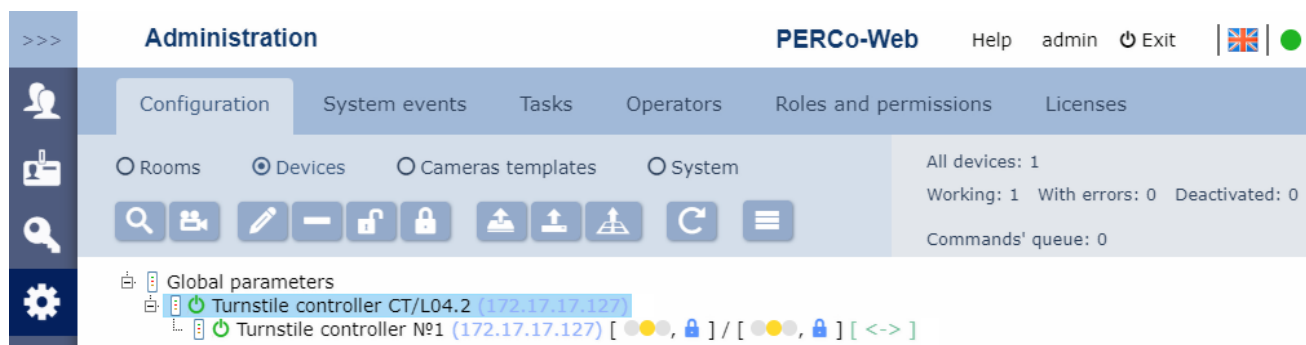 >>> Administration PERCo-Web Help admin Exit
Configuration System events Tasks Operators Roles and permissions Licenses
Rooms Devices Cameras templates System
All devices: 1
Working: 1 With errors: 0 Deactivated: 0
Commands' queue: 0
Global parameters
Turnstile controller CT/L04.2 (172.17.17.127)
Turnstile controller №1 (172.17.17.127) [ , ] / [ , ] [ <-> ]